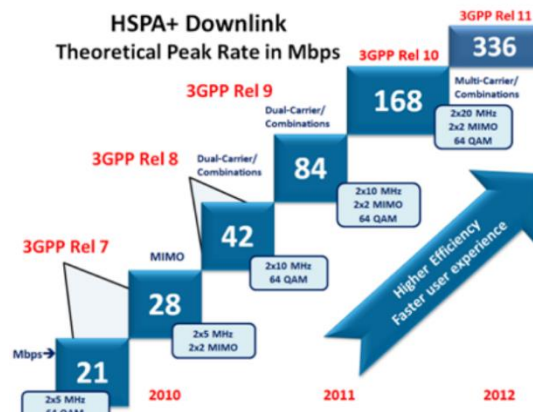 HSPA+ Downlink
Theoretical Peak Rate in Mbps
3GPP Rel 11
336
3GPP Rel 10
Multi-Carrier/
Combinations
168
2x20 MHz
2x2 MIMO
64 QAM
3GPP Rel 9
Dual-Carrier/
Combinations
84
2x10 MHz
2x2 MIMO
64 QAM
3GPP Rel 8
Dual-Carrier/
Combinations
42
2x10 MHz
64 QAM
3GPP Rel 7
MIMO
28
2x5 MHz
2x2 MIMO
Mbps
21
2x5 MHz
Higher Efficiency
Faster user experience
2010
2011
2012